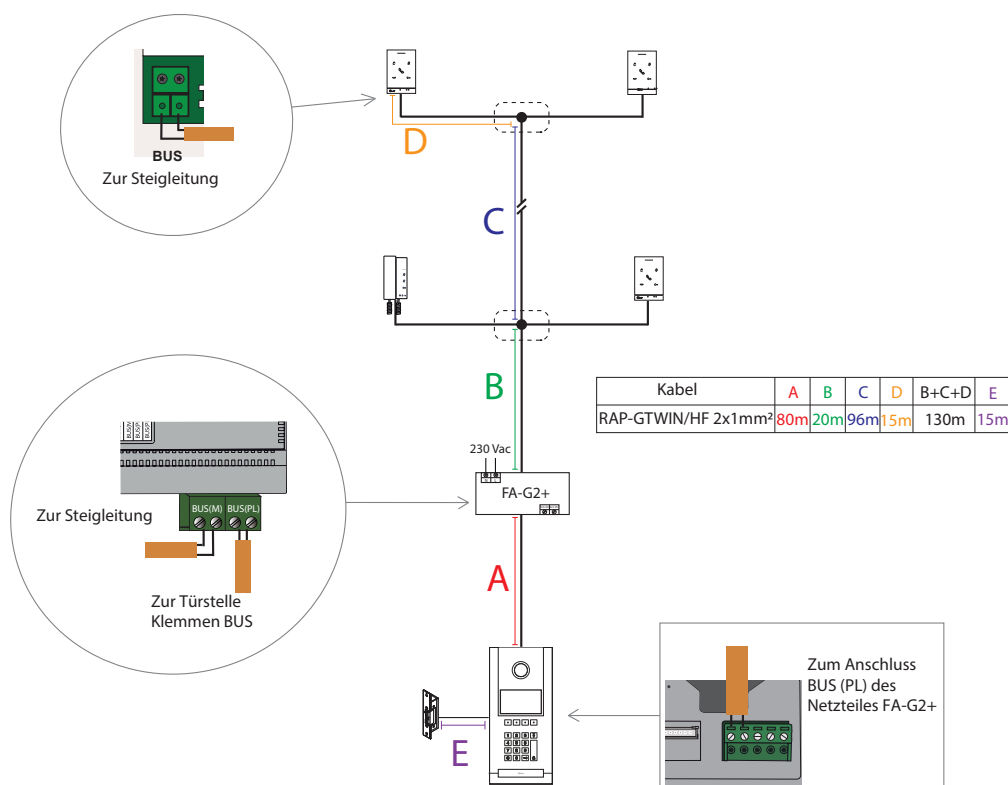 BUS
Zur Steigleitung
D
C
B
Kabel A B C D B+C+D E
RAP-GTWIN/HF 2x1mm² 80m 20m 96m 15m 130m 15m
230 Vac
FA-G2+
BUS(M) BUS(PL)
Zur Steigleitung
Zur Türstelle
Klemmen BUS
A
E
Zum Anschluss
BUS (PL) des
Netzteiles FA-G2+